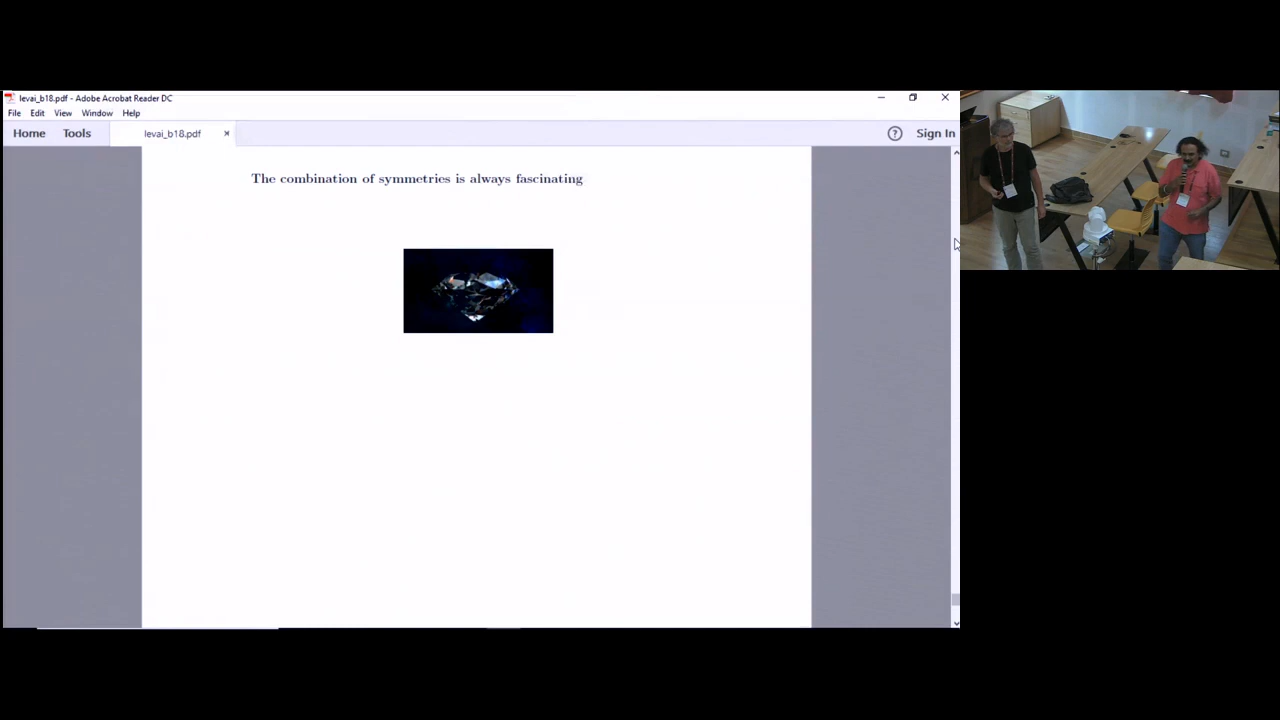 levai_b18.pdf - Adobe Acrobat Reader DC
File Edit View Window Help
Home Tools levai_b18.pdf × ? Sign In
The combination of symmetries is always fascinating